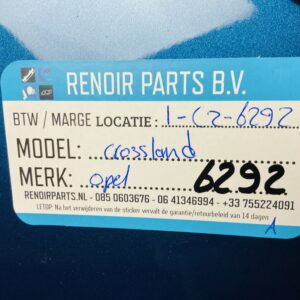 RENOIR PARTS B.V.
BTW / MARGE LOCATIE : 1-C2-6292
MODEL: crossland
MERK: opel 6292
RENOIRPARTS.NL - 085 0603676 - 06 41346994 - +33 755224091
LETOP: Na het verwijderen van de sticker vervalt de garantie/retourbeleid van 14 dagen
A